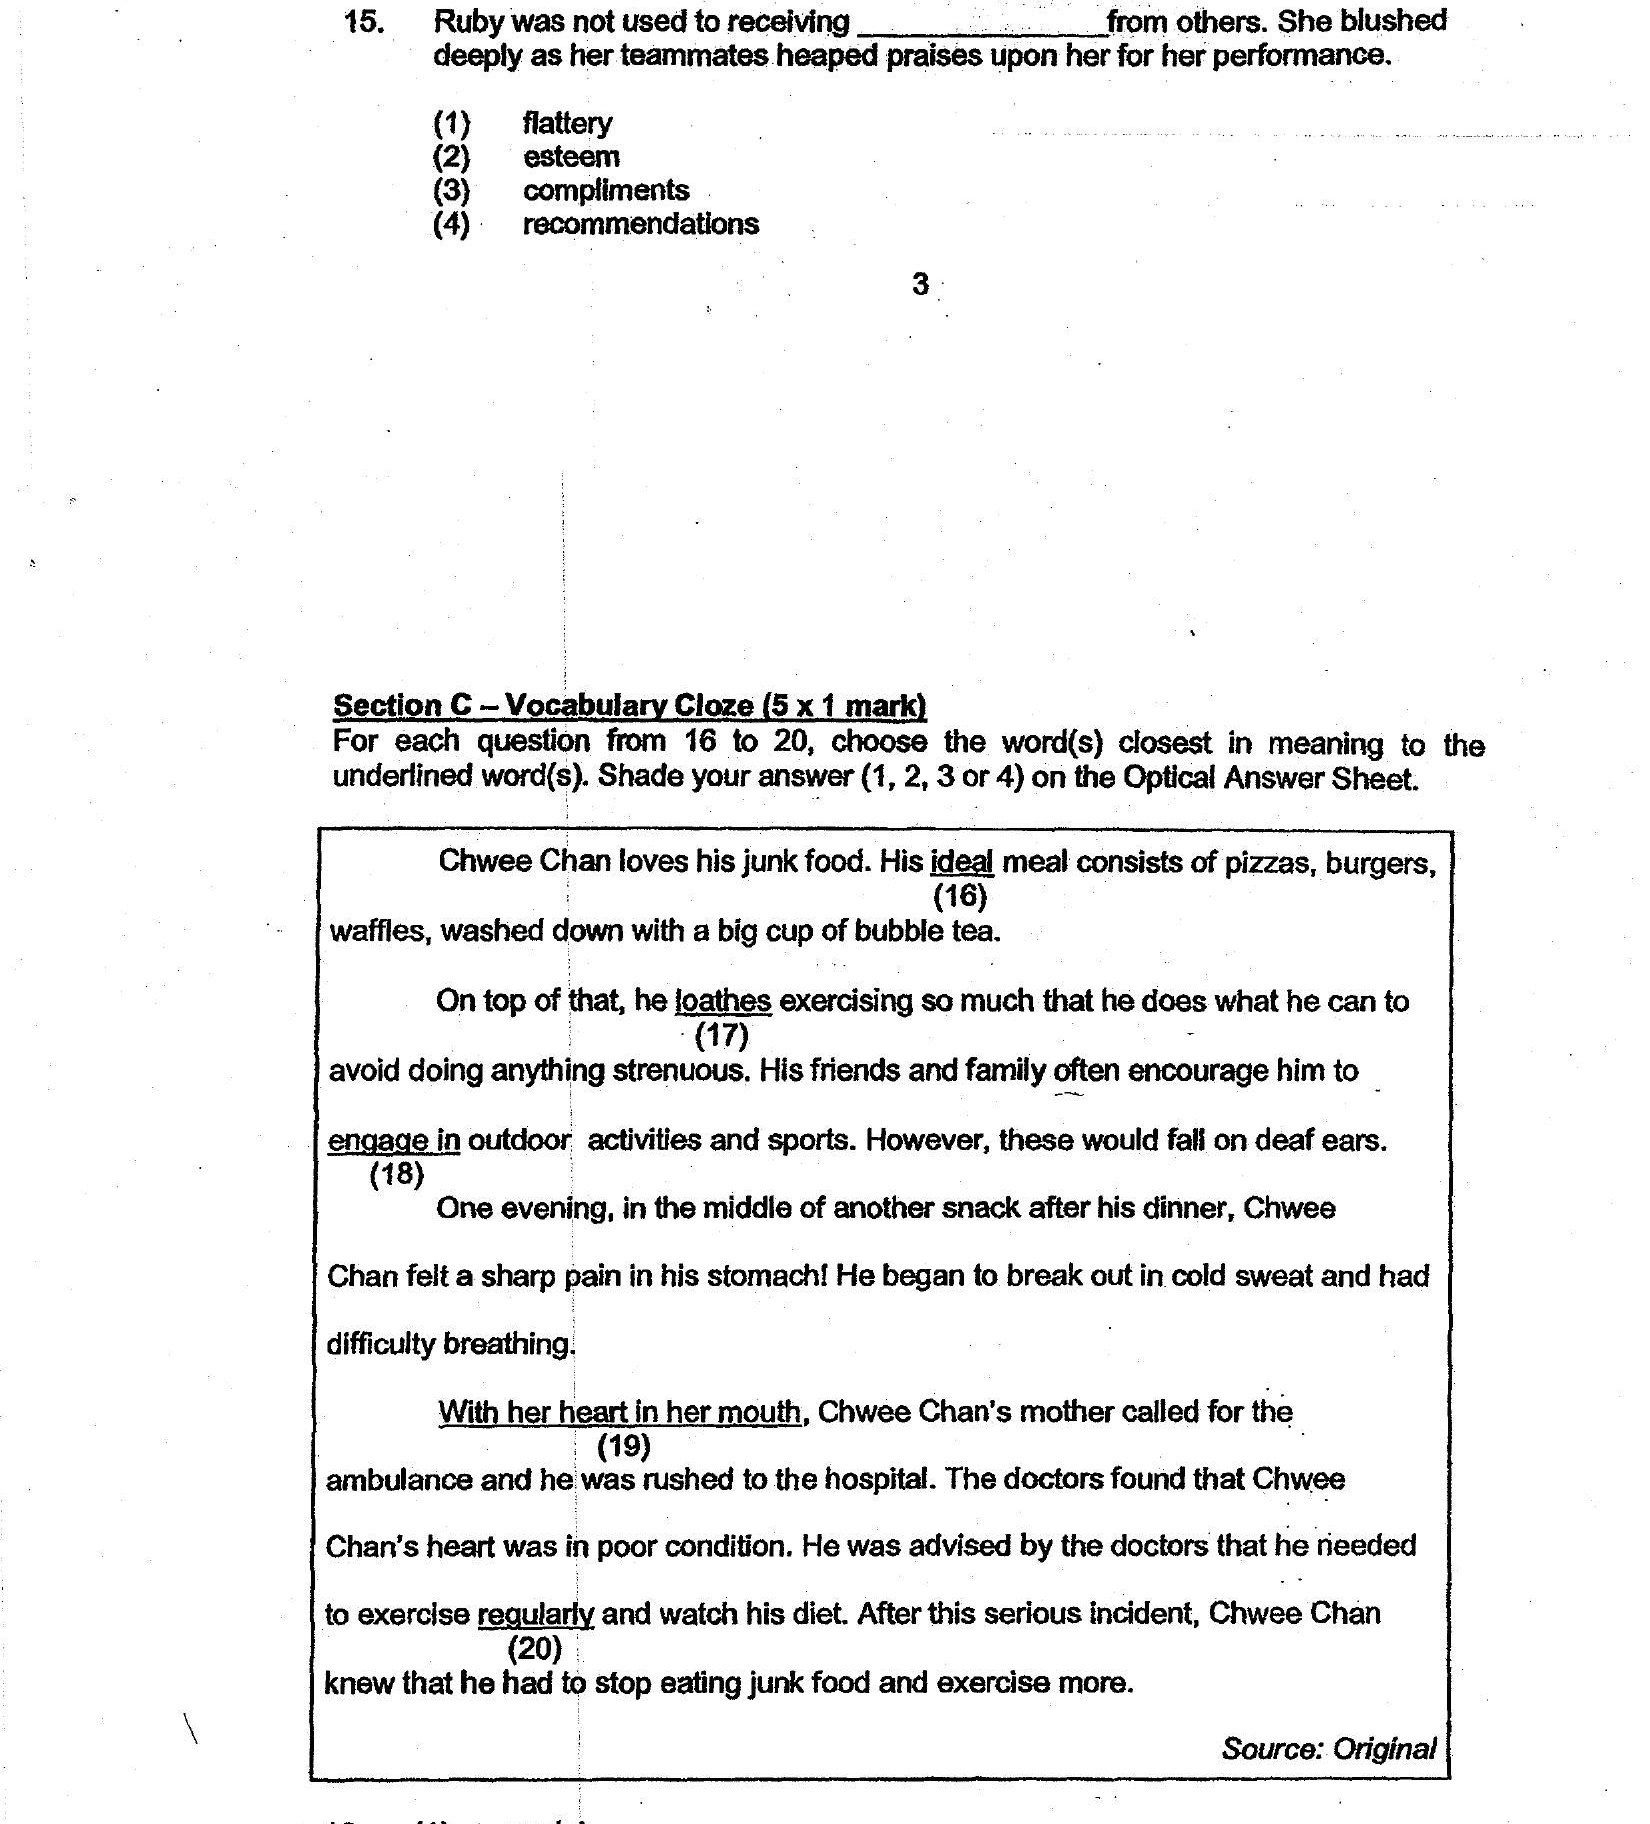 15. Ruby was not used to receiving ______________ from others. She blushed
deeply as her teammates heaped praises upon her for her performance.
(1) flattery
(2) esteem
(3) compliments
(4) recommendations
3
Section C – Vocabulary Cloze (5 x 1 mark)
For each question from 16 to 20, choose the word(s) closest in meaning to the
underlined word(s). Shade your answer (1, 2, 3 or 4) on the Optical Answer Sheet.
Chwee Chan loves his junk food. His ideal meal consists of pizzas, burgers,
(16)
waffles, washed down with a big cup of bubble tea.
On top of that, he loathes exercising so much that he does what he can to
(17)
avoid doing anything strenuous. His friends and family often encourage him to
engage in outdoor activities and sports. However, these would fall on deaf ears.
(18)
One evening, in the middle of another snack after his dinner, Chwee
Chan felt a sharp pain in his stomach! He began to break out in cold sweat and had
difficulty breathing.
With her heart in her mouth, Chwee Chan's mother called for the
(19)
ambulance and he was rushed to the hospital. The doctors found that Chwee
Chan's heart was in poor condition. He was advised by the doctors that he needed
to exercise regularly and watch his diet. After this serious incident, Chwee Chan
(20)
knew that he had to stop eating junk food and exercise more.
Source: Original